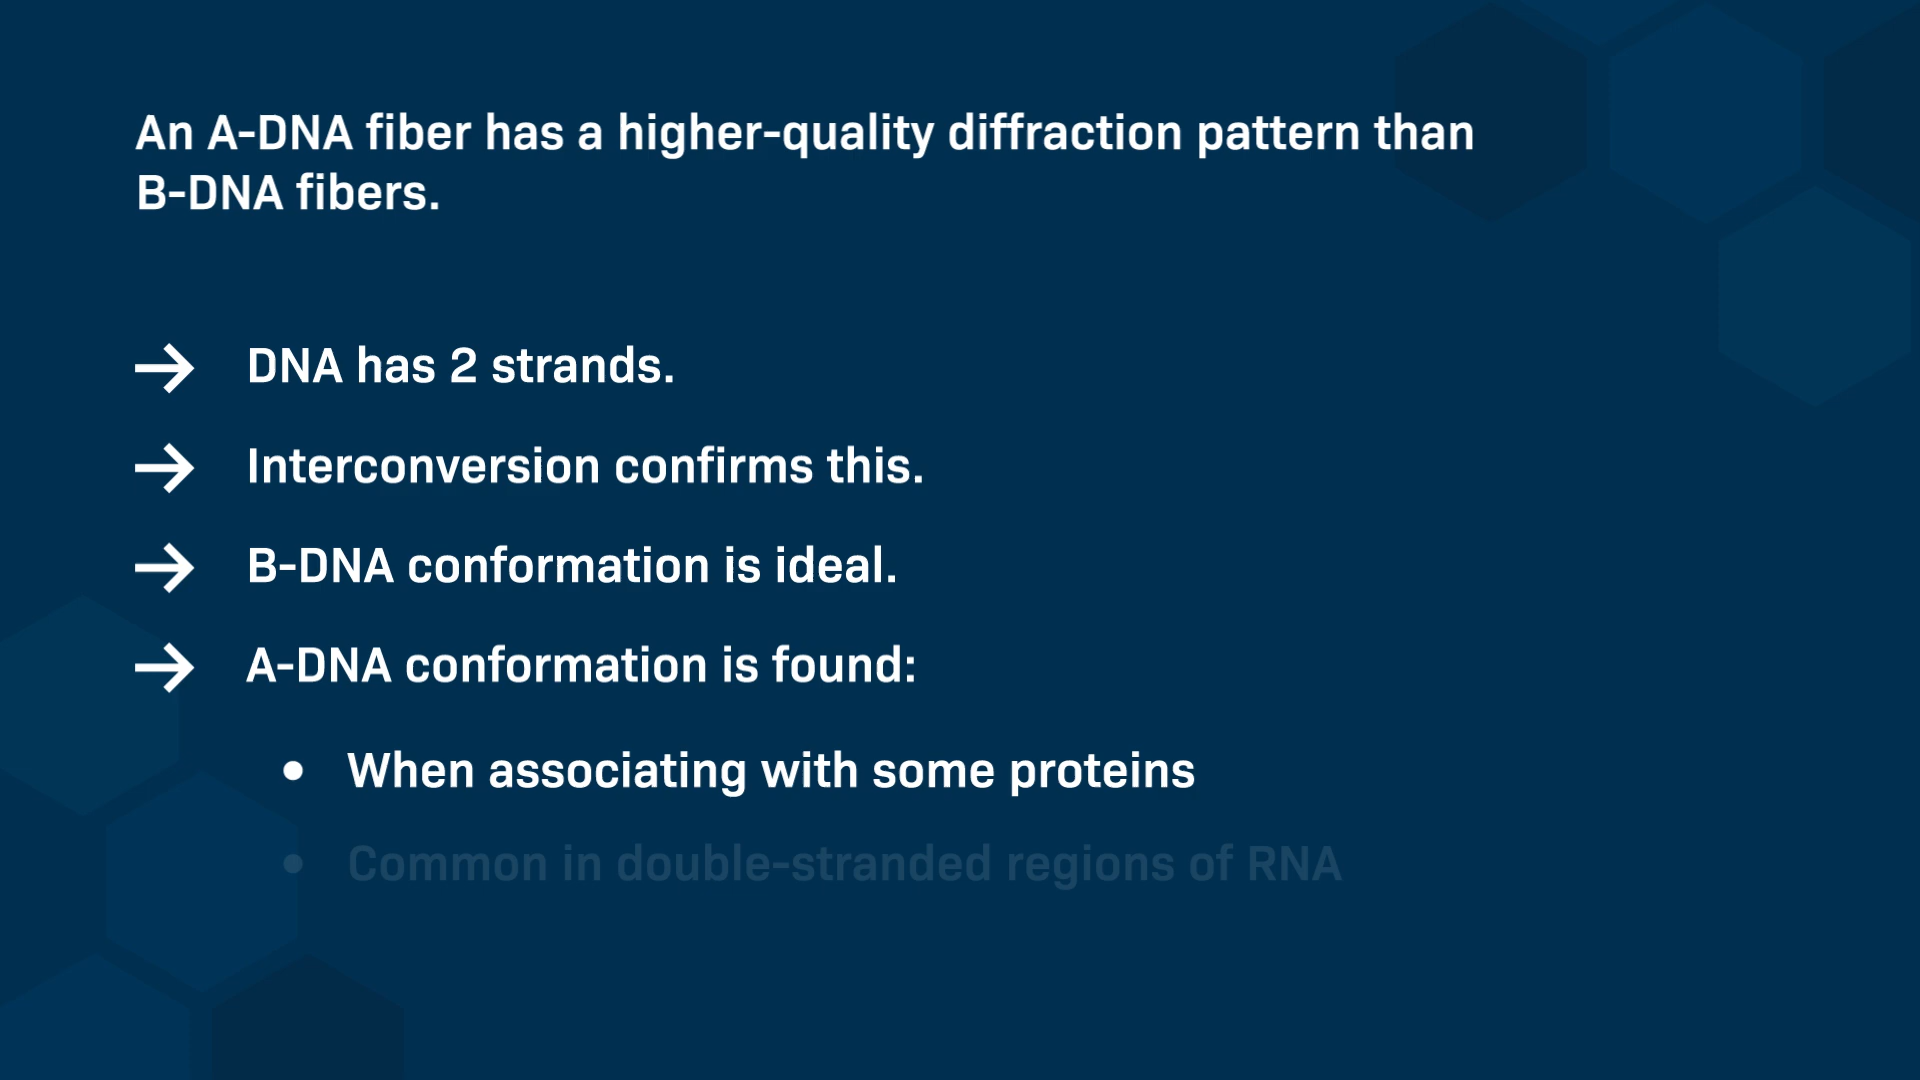 An A-DNA fiber has a higher-quality diffraction pattern than
B-DNA fibers.
→ DNA has 2 strands.
→ Interconversion confirms this.
→ B-DNA conformation is ideal.
→ A-DNA conformation is found:
• When associating with some proteins
• Common in double-stranded regions of RNA